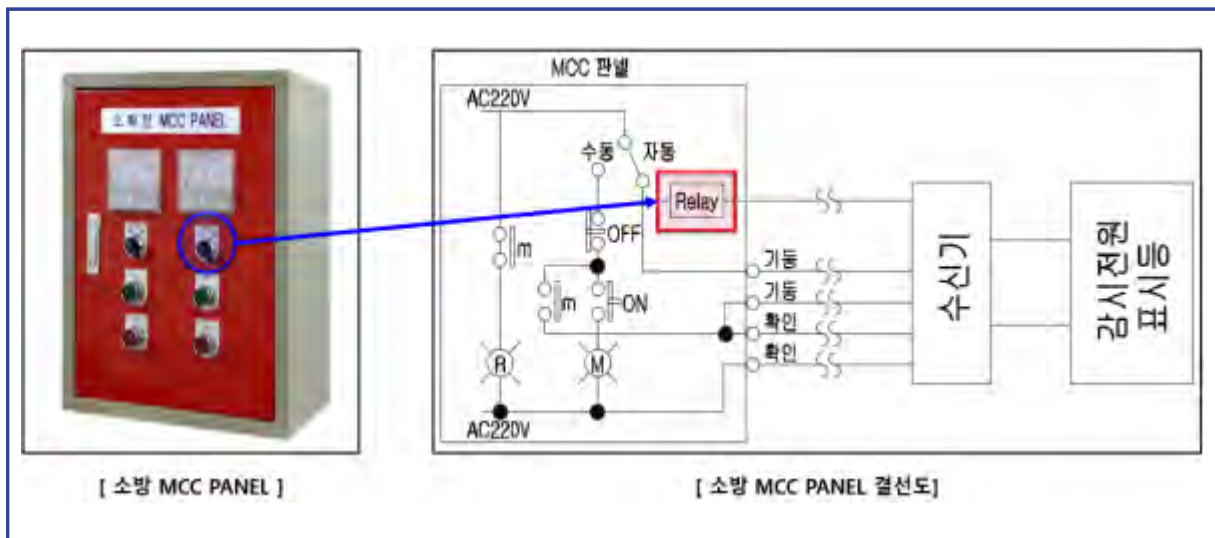 소화전 MCC PANEL
MCC 판넬
AC220V
수동
자동
Relay
OFF
m
기동
m
ON
기동
확인
R
M
확인
AC220V
수신기
감시전원
표시등
[ 소방 MCC PANEL ]
[ 소방 MCC PANEL 결선도]